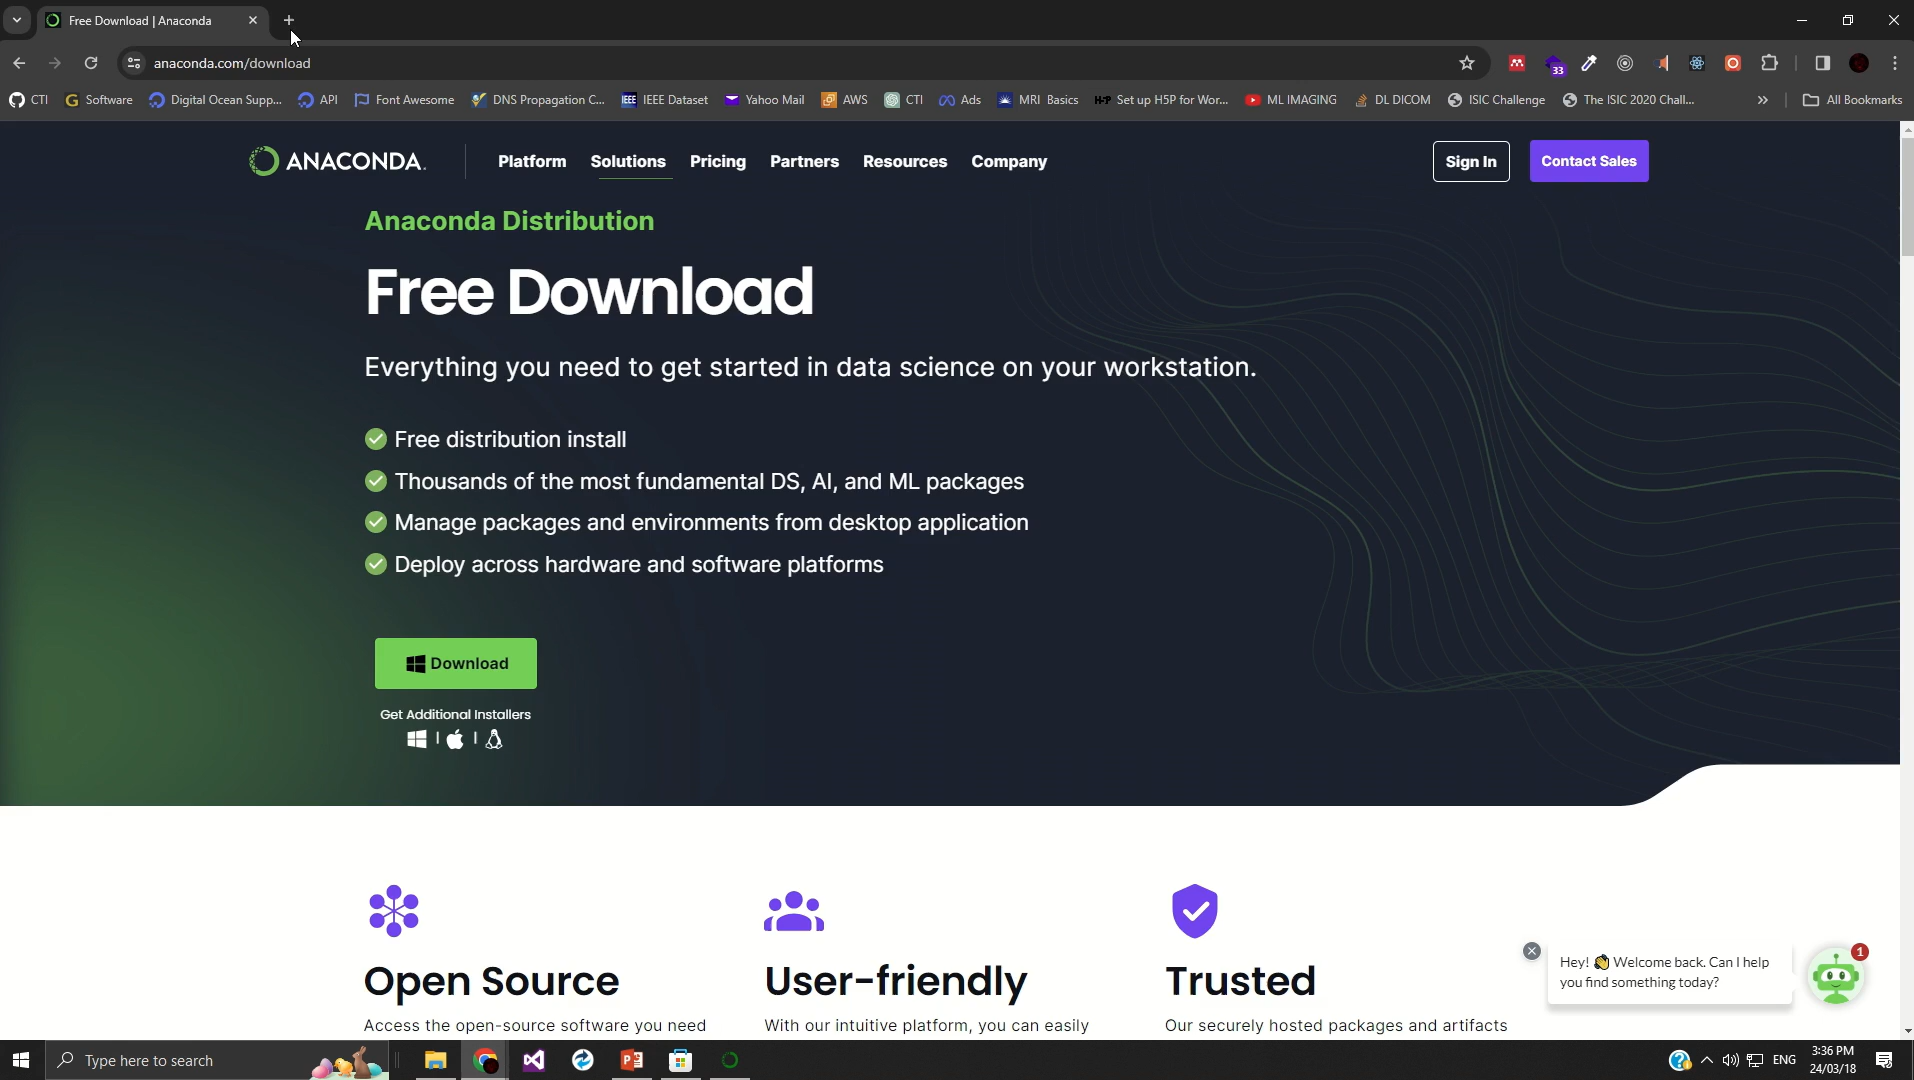 Free Download | Anaconda
anaconda.com/download
33
CTI Software Digital Ocean Supp... API Font Awesome DNS Propagation C... IEEE IEEE Dataset Yahoo Mail AWS CTI Ads MRI Basics H-P Set up H5P for Wor... ML IMAGING DL DICOM ISIC Challenge The ISIC 2020 Chall... » All Bookmarks
ANACONDA. Platform Solutions Pricing Partners Resources Company Sign In Contact Sales
Anaconda Distribution
Free Download
Everything you need to get started in data science on your workstation.
Free distribution install
Thousands of the most fundamental DS, AI, and ML packages
Manage packages and environments from desktop application
Deploy across hardware and software platforms
Download
Get Additional Installers
Open Source User-friendly Trusted
Access the open-source software you need With our intuitive platform, you can easily Our securely hosted packages and artifacts
1
Hey! 👋 Welcome back. Can I help
you find something today?
Type here to search
ENG
3:36 PM
24/03/18